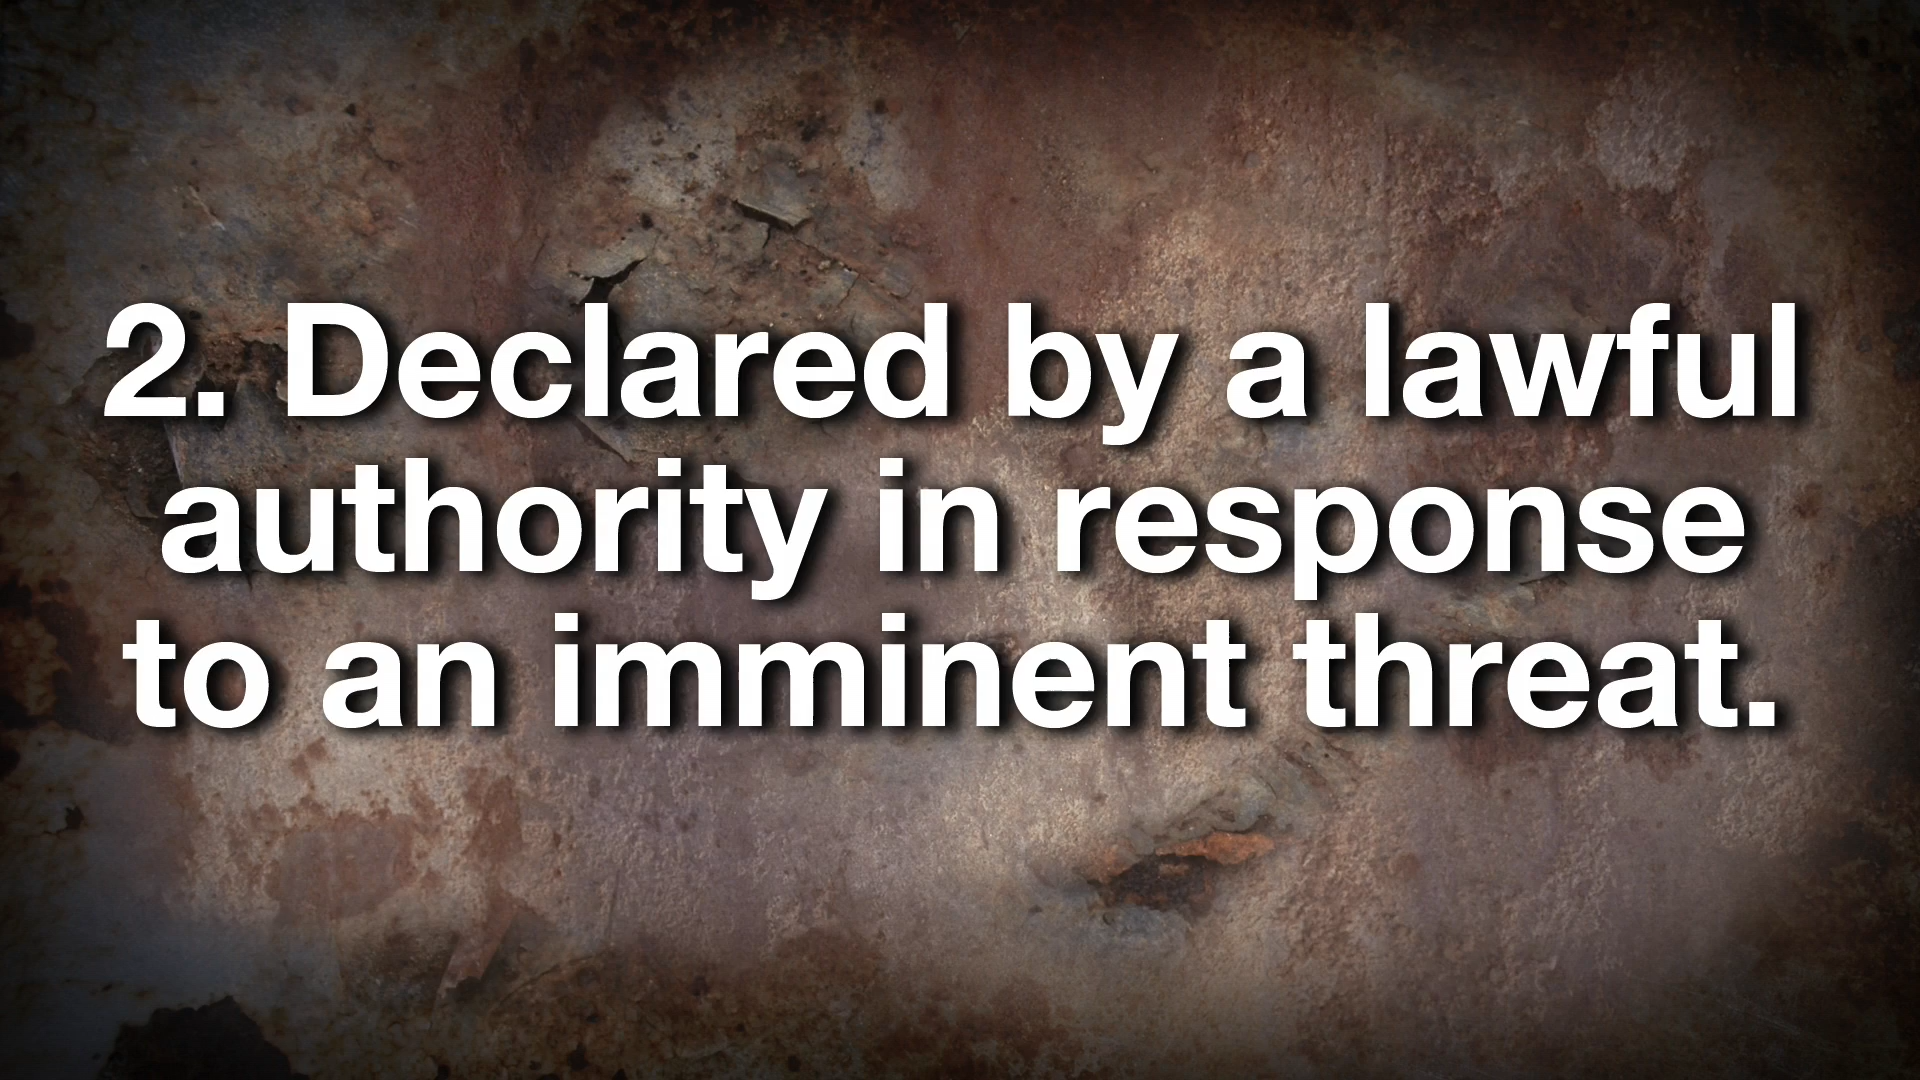 2. Declared by a lawful
authority in response
to an imminent threat.